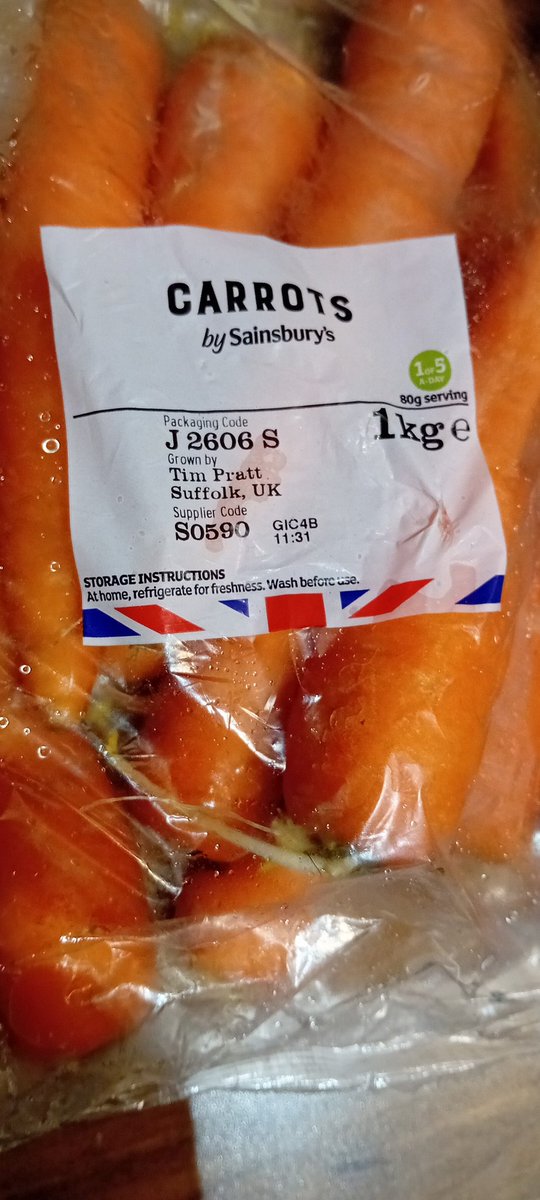 CARROTS
by Sainsbury's
1 OF 5
A-DAY
80g serving
1kg e
Packaging Code
J 2606 S
Grown by
Tim Pratt
Suffolk, UK
Supplier Code
S0590 GIC4B
11:31
STORAGE INSTRUCTIONS
At home, refrigerate for freshness. Wash before use.